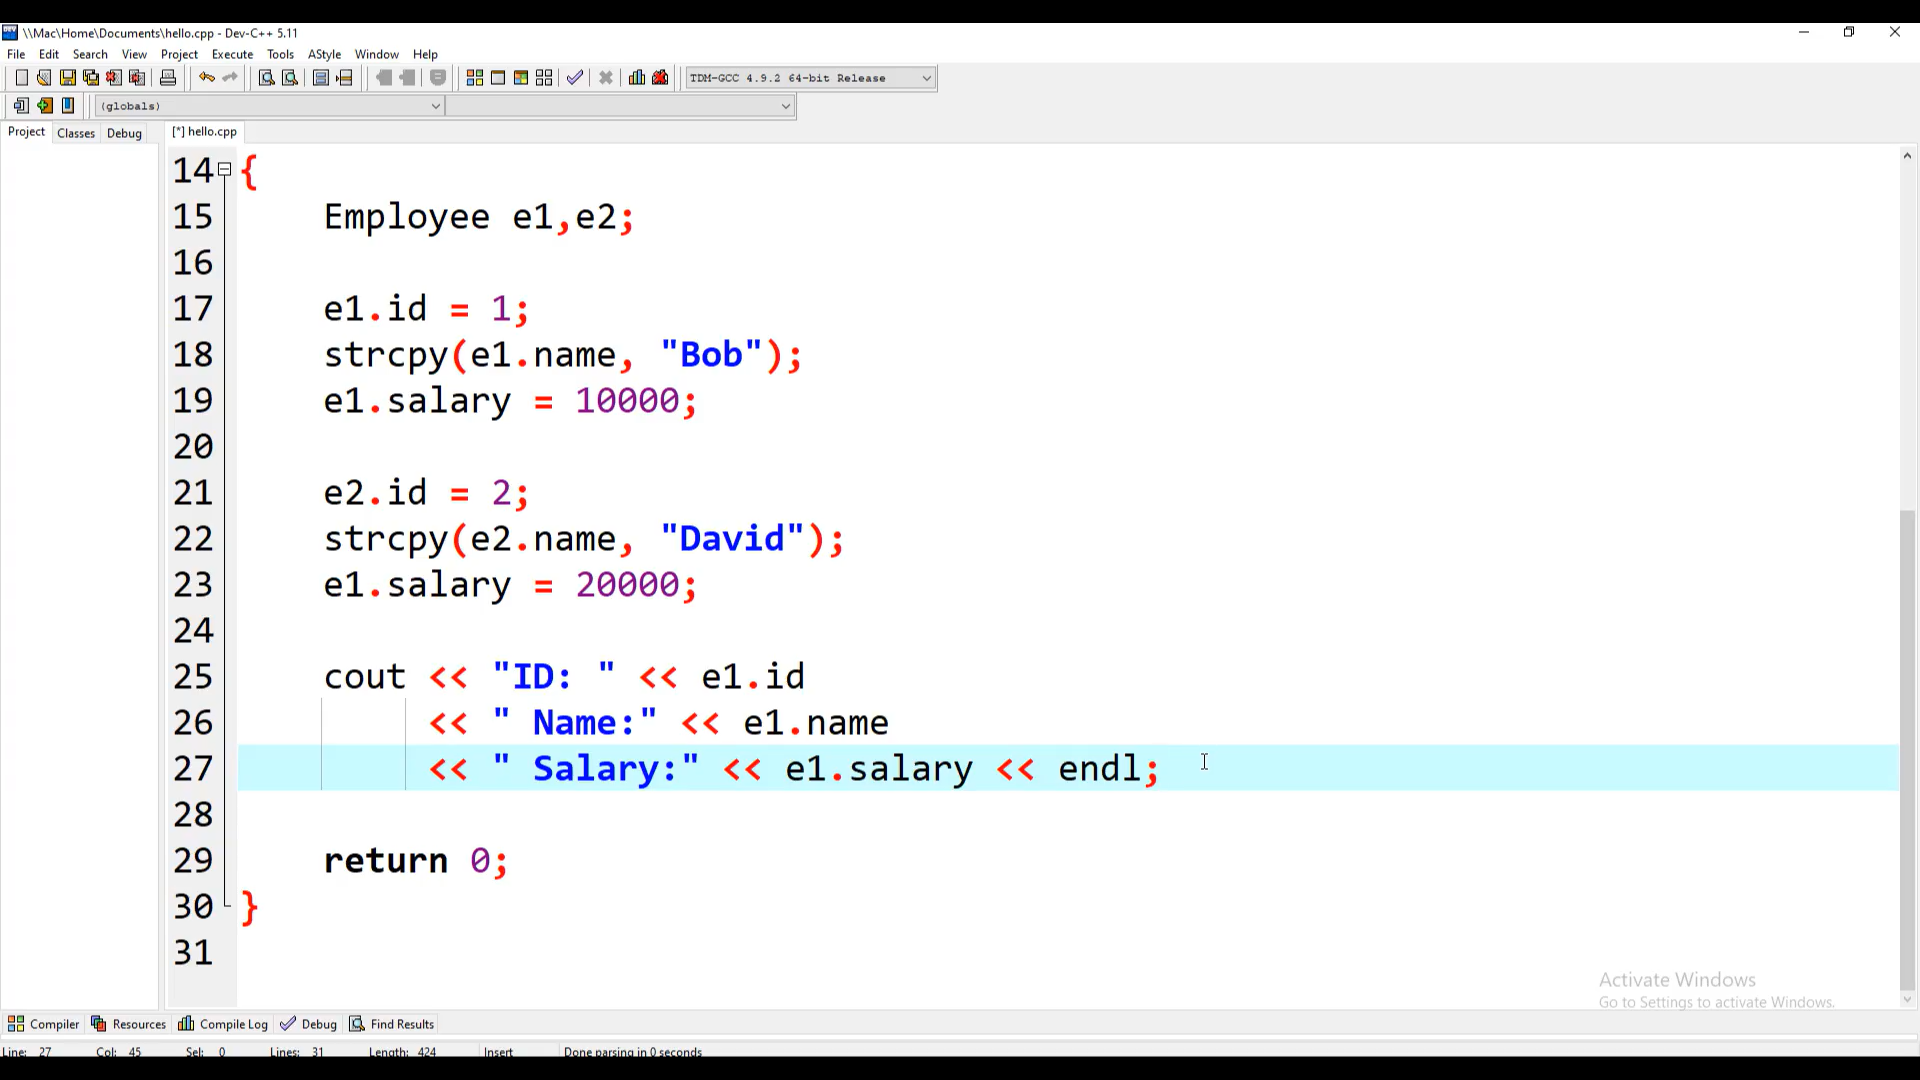 \\Mac\Home\Documents\hello.cpp - Dev-C++ 5.11
File Edit Search View Project Execute Tools AStyle Window Help
TDM-GCC 4.9.2 64-bit Release
(globals)
Project Classes Debug [*] hello.cpp
14 {
15 Employee e1,e2;
16
17 e1.id = 1;
18 strcpy(e1.name, "Bob");
19 e1.salary = 10000;
20
21 e2.id = 2;
22 strcpy(e2.name, "David");
23 e1.salary = 20000;
24
25 cout << "ID: " << e1.id
26 << " Name:" << e1.name
27 << " Salary:" << e1.salary << endl;
28
29 return 0;
30 }
31
Activate Windows
Go to Settings to activate Windows.
Compiler Resources Compile Log Debug Find Results
Line: 27 Col: 45 Sel: 0 Lines: 31 Length: 424 Insert Done parsing in 0 seconds